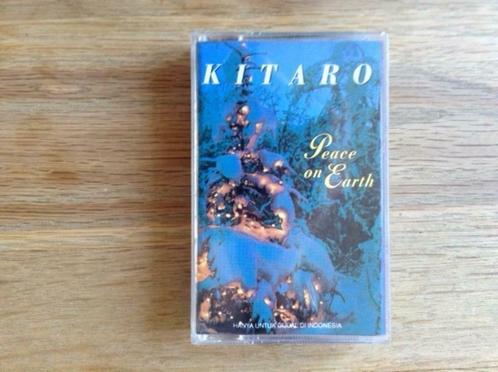 KITARO
Peace
on Earth
HANYA UNTUK DIJUAL DI INDONESIA